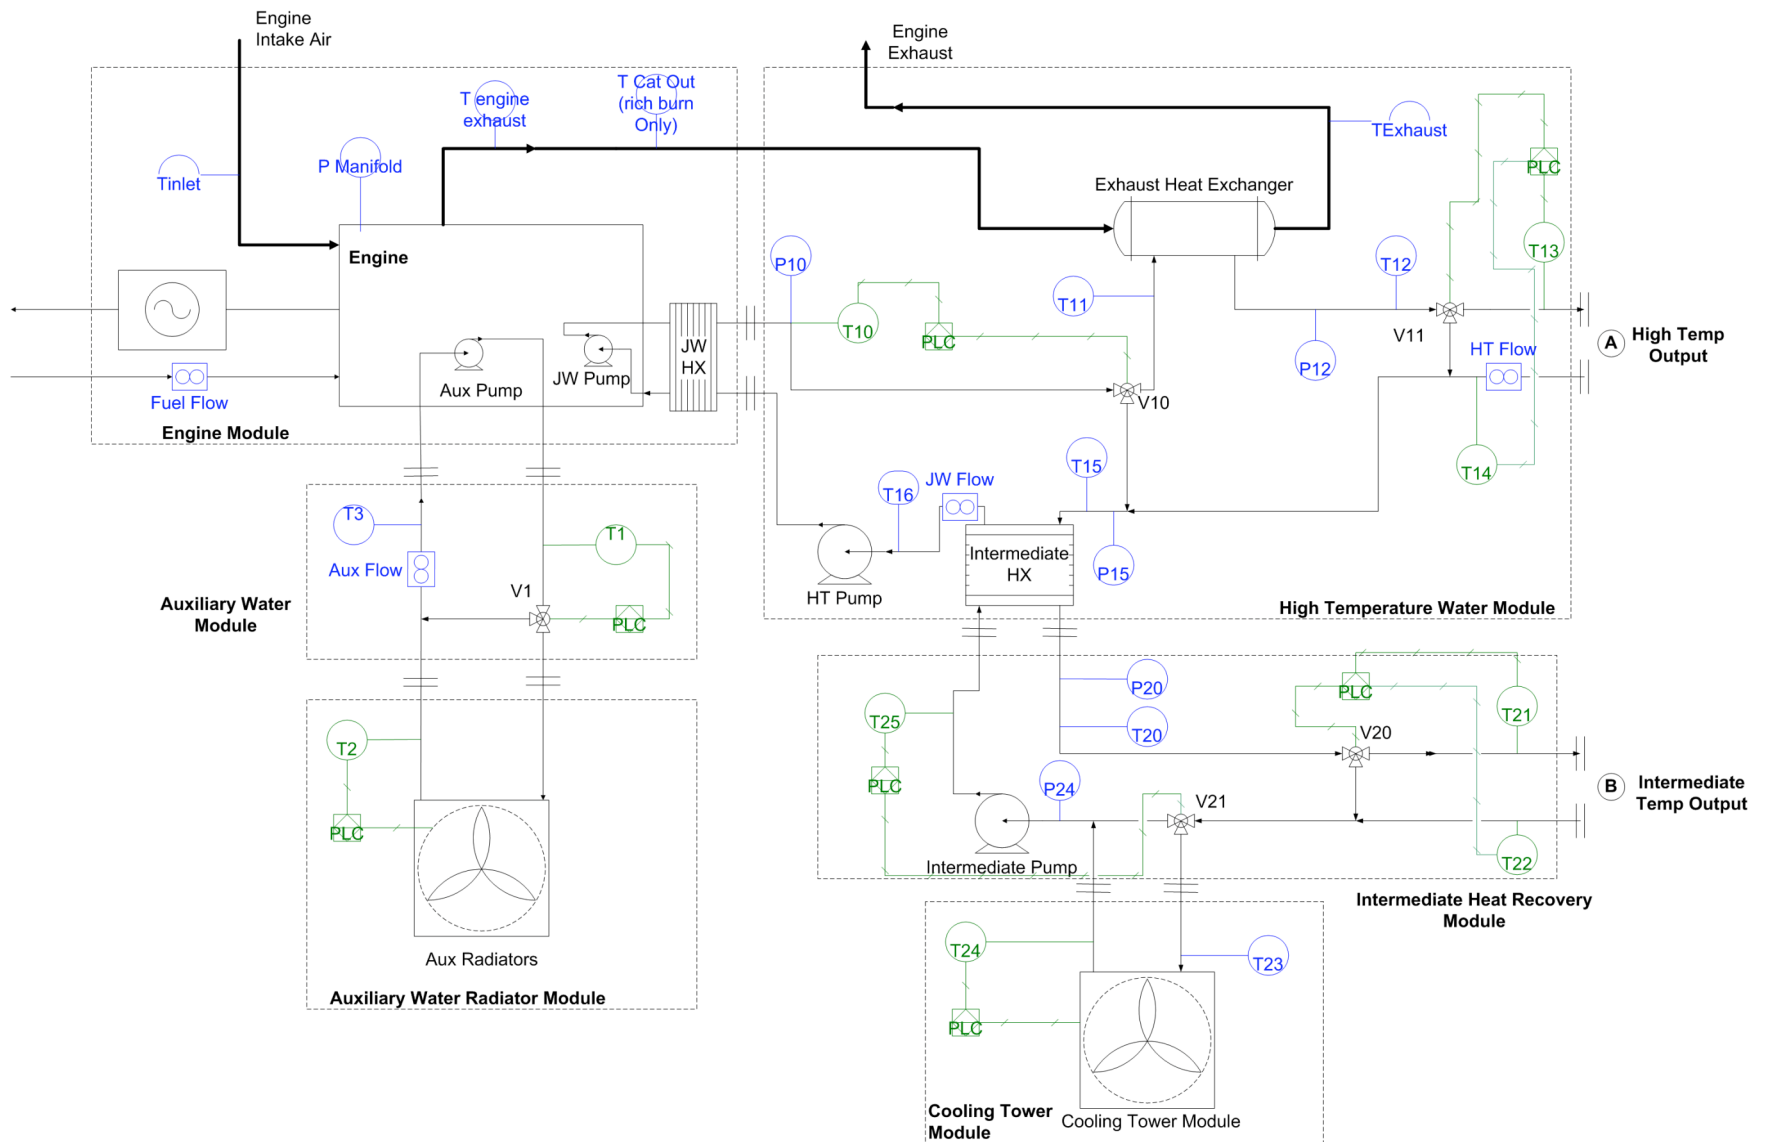 Engine
Intake Air
Engine
Exhaust
T engine
exhaust
T Cat Out
(rich burn
Only)
TExhaust
Tinlet
P Manifold
PLC
Exhaust Heat Exchanger
Engine
P10
T10
PLC
T11
T12
T13
V11
P12
HT Flow
A
High Temp
Output
JW
HX
JW Pump
Aux Pump
Fuel Flow
Engine Module
V10
T14
T15
JW Flow
T16
P15
Intermediate
HX
HT Pump
High Temperature Water Module
T3
T1
Aux Flow
V1
PLC
Auxiliary Water
Module
P20
T20
T25
PLC
PLC
T21
V20
P24
V21
B
Intermediate
Temp Output
Intermediate Pump
T22
Intermediate Heat Recovery
Module
T2
PLC
Aux Radiators
Auxiliary Water Radiator Module
T24
T23
PLC
Cooling Tower
Module
Cooling Tower Module